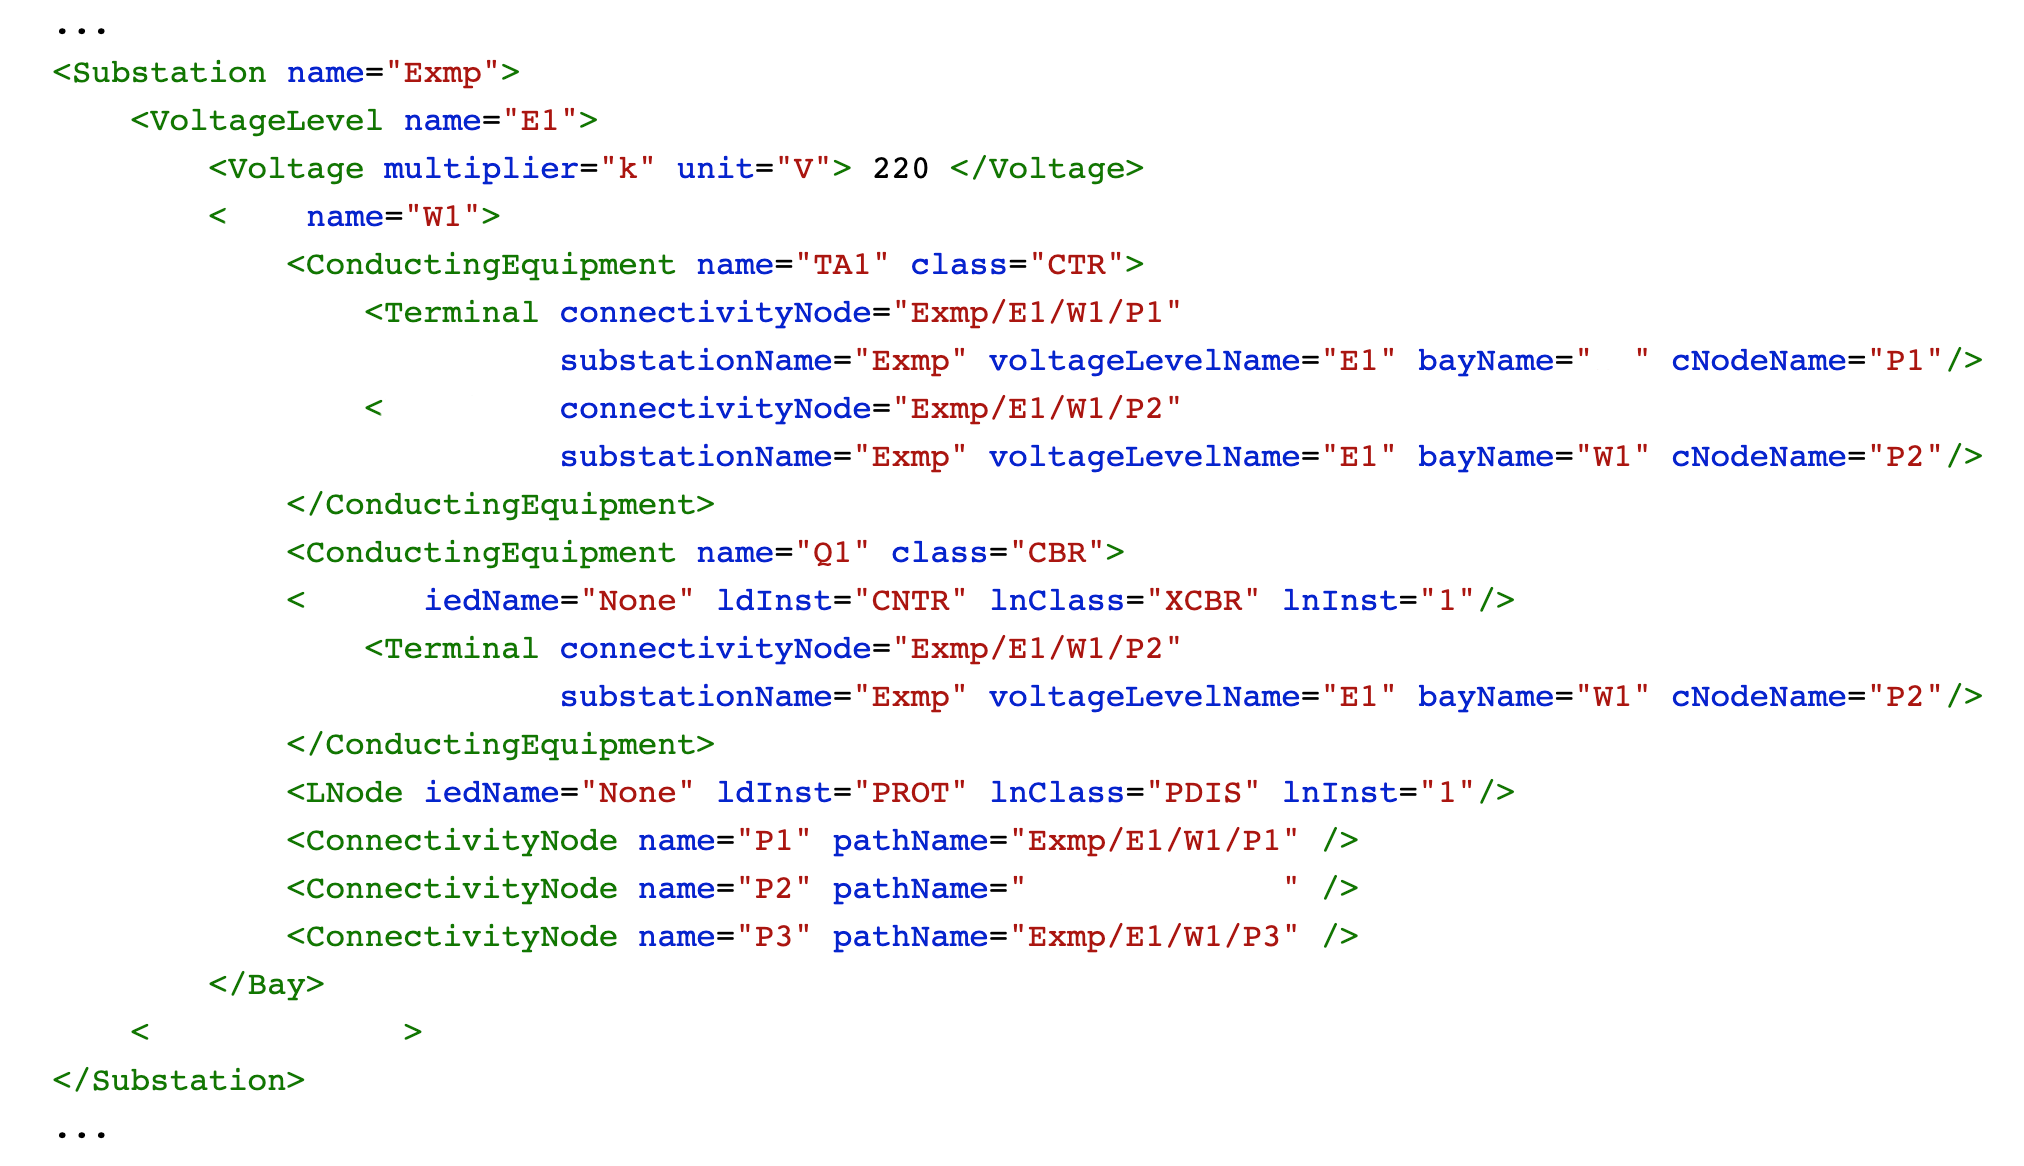 ...
<Substation name="Exmp">
    <VoltageLevel name="E1">
        <Voltage multiplier="k" unit="V"> 220 </Voltage>
        <    name="W1">
            <ConductingEquipment name="TA1" class="CTR">
                <Terminal connectivityNode="Exmp/E1/W1/P1"
                          substationName="Exmp" voltageLevelName="E1" bayName="  " cNodeName="P1"/>
                <         connectivityNode="Exmp/E1/W1/P2"
                          substationName="Exmp" voltageLevelName="E1" bayName="W1" cNodeName="P2"/>
            </ConductingEquipment>
            <ConductingEquipment name="Q1" class="CBR">
            <      iedName="None" ldInst="CNTR" lnClass="XCBR" lnInst="1"/>
                <Terminal connectivityNode="Exmp/E1/W1/P2"
                          substationName="Exmp" voltageLevelName="E1" bayName="W1" cNodeName="P2"/>
            </ConductingEquipment>
            <LNode iedName="None" ldInst="PROT" lnClass="PDIS" lnInst="1"/>
            <ConnectivityNode name="P1" pathName="Exmp/E1/W1/P1" />
            <ConnectivityNode name="P2" pathName="             " />
            <ConnectivityNode name="P3" pathName="Exmp/E1/W1/P3" />
        </Bay>
    <             >
</Substation>
...